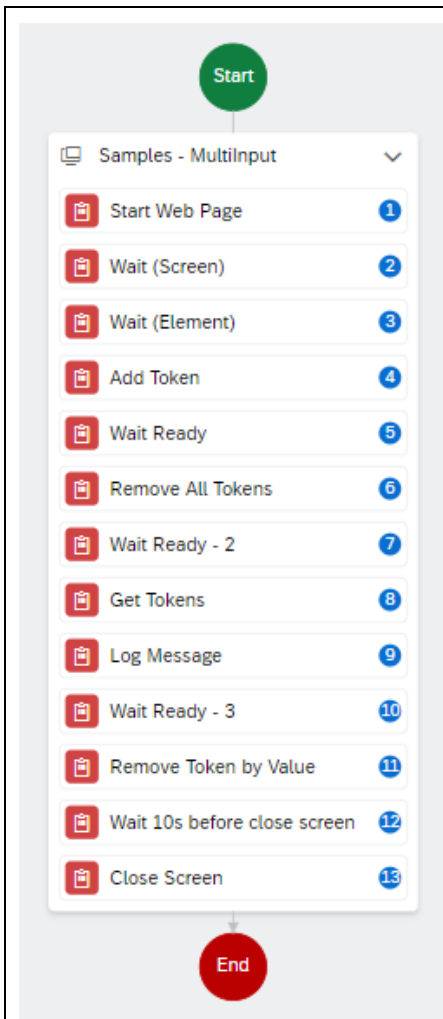 Start
Samples - MultiInput
Start Web Page 1
Wait (Screen) 2
Wait (Element) 3
Add Token 4
Wait Ready 5
Remove All Tokens 6
Wait Ready - 2 7
Get Tokens 8
Log Message 9
Wait Ready - 3 10
Remove Token by Value 11
Wait 10s before close screen 12
Close Screen 13
End